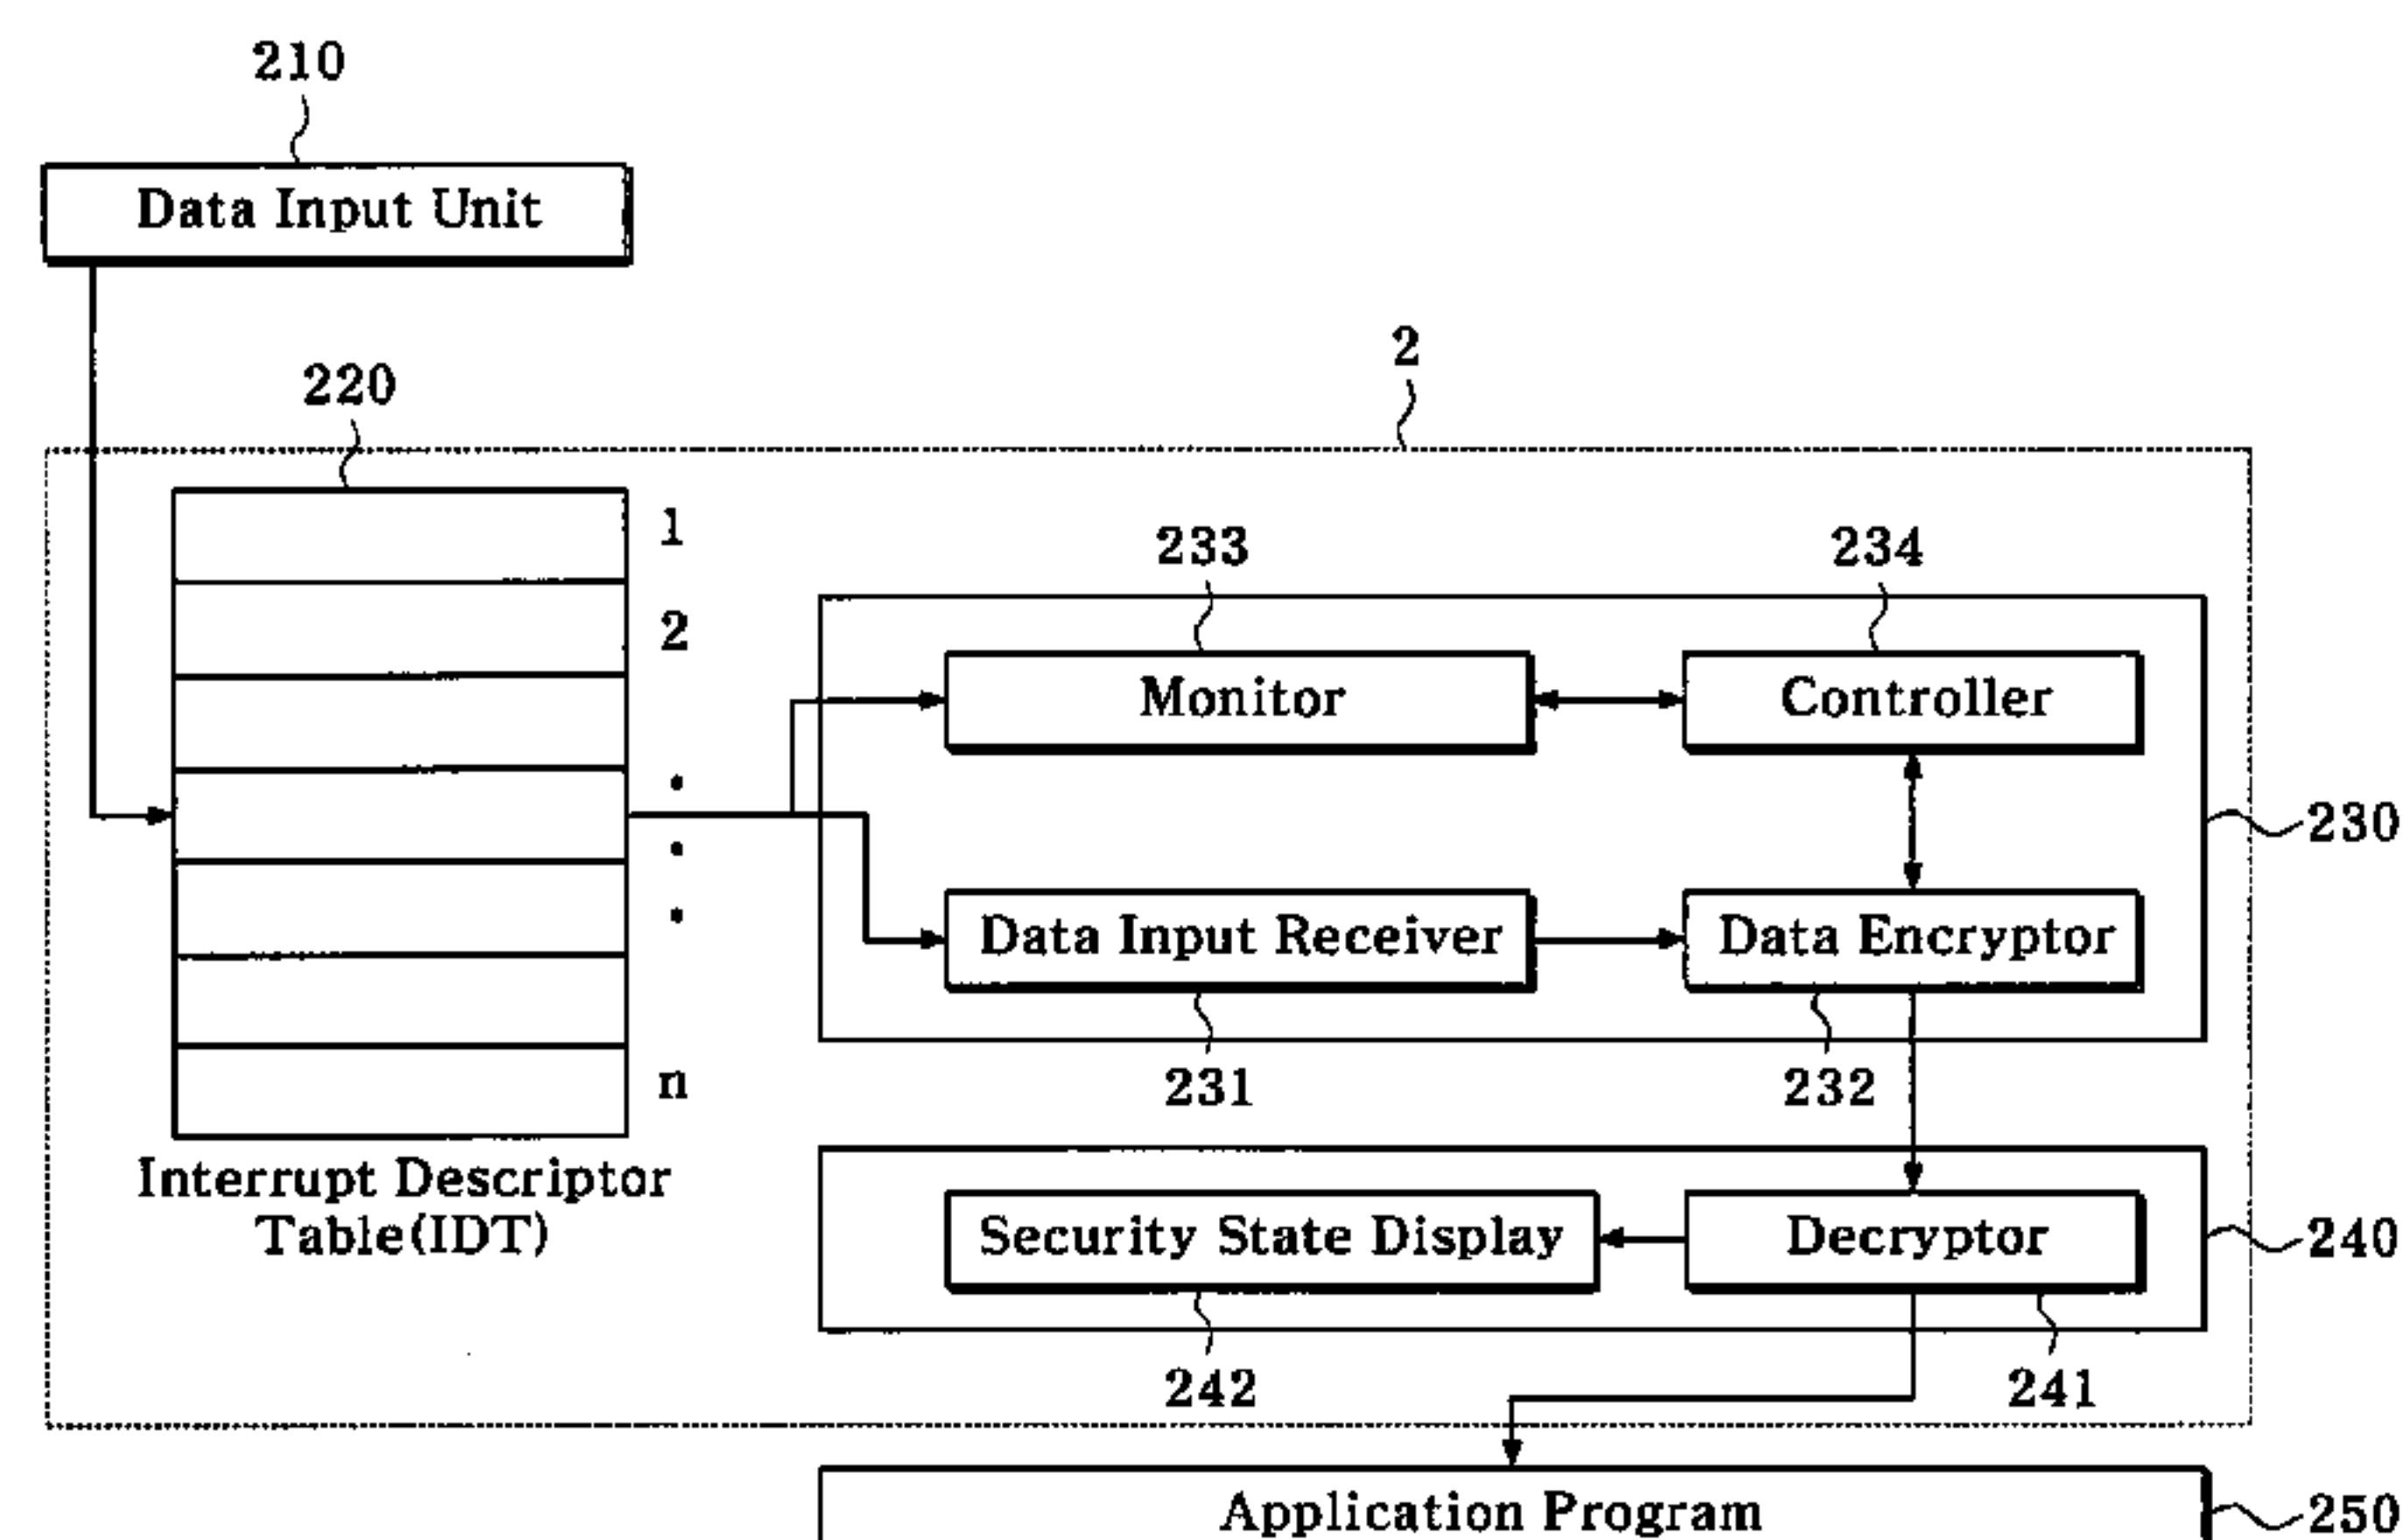 210
Data Input Unit
2
220
1
2
233
234
Monitor
Controller
230
Data Input Receiver
Data Encryptor
n
231
232
Interrupt Descriptor
Table(IDT)
Security State Display
Decryptor
240
242
241
Application Program
250